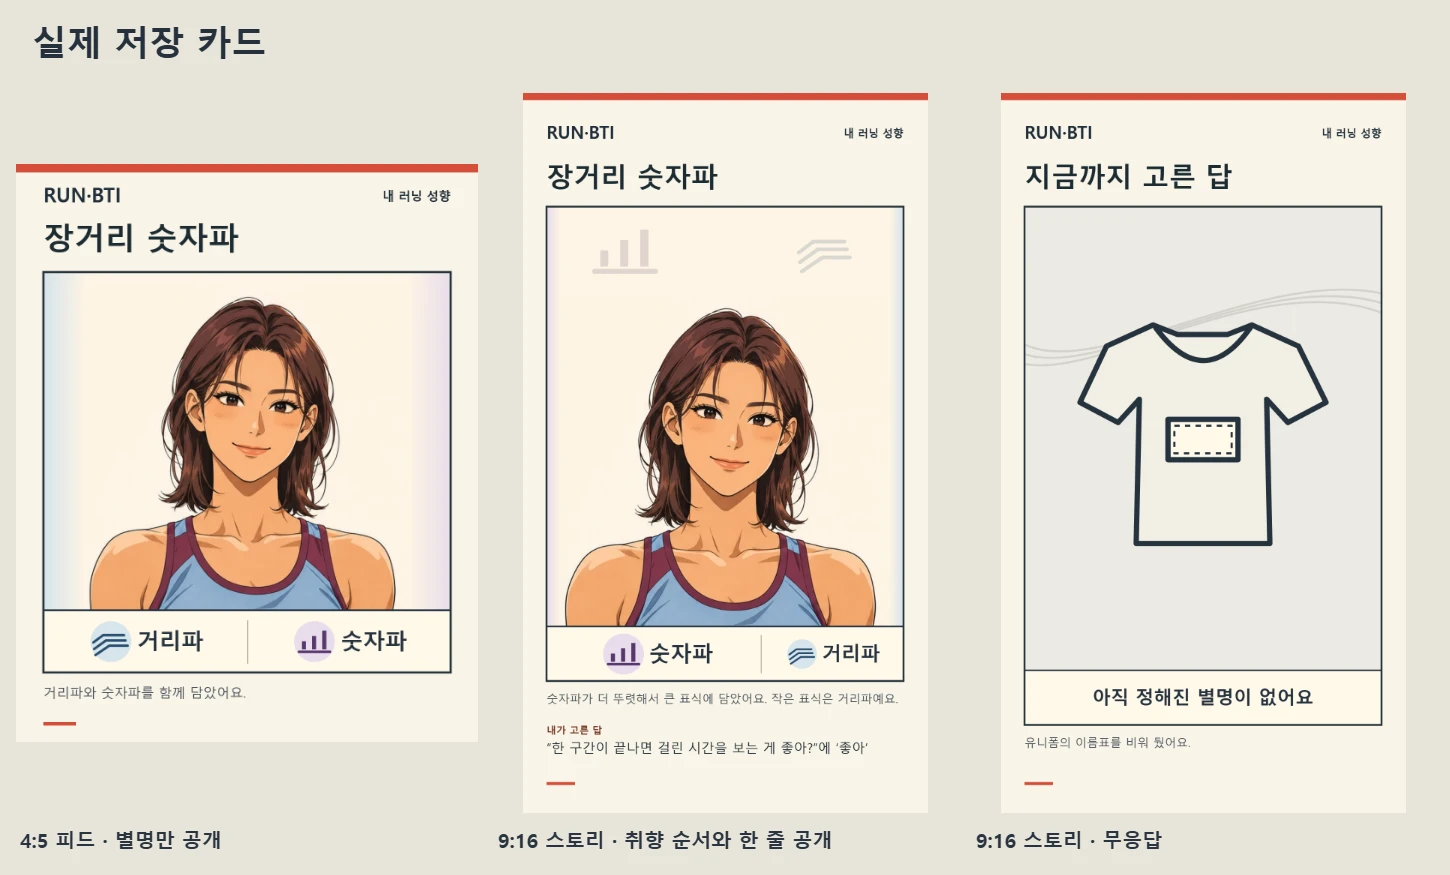 실제 저장 카드
RUN·BTI
내 러닝 성향
장거리 숫자파
거리파
숫자파
거리파와 숫자파를 함께 담았어요.
4:5 피드 · 별명만 공개
RUN·BTI
내 러닝 성향
장거리 숫자파
숫자파
거리파
숫자파가 더 뚜렷해서 큰 표식에 담았어요. 작은 표식은 거리파예요.
내가 고른 답
“한 구간이 끝나면 걸린 시간을 보는 게 좋아?”에 ‘좋아’
9:16 스토리 · 취향 순서와 한 줄 공개
RUN·BTI
내 러닝 성향
지금까지 고른 답
아직 정해진 별명이 없어요
유니폼의 이름표를 비워 뒀어요.
9:16 스토리 · 무응답